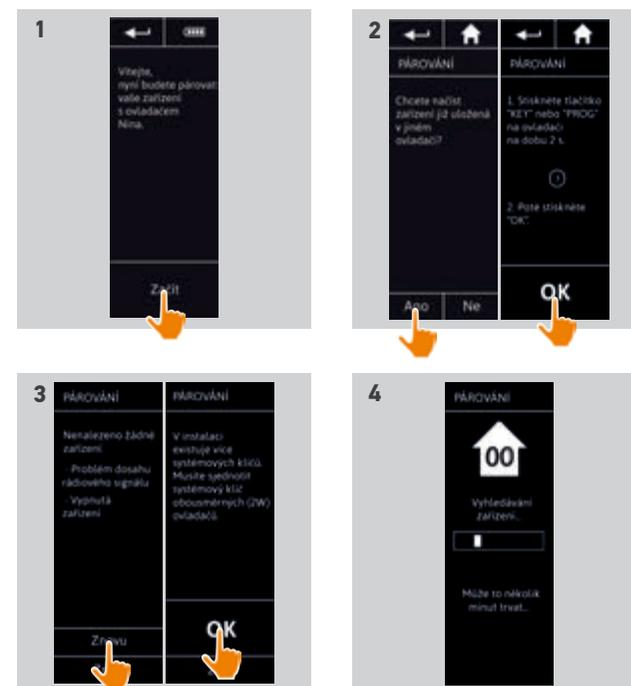 1
Vítejte,
nyní budete párovat
vaše zařízení
s ovladačem
Nina.
Začít
2
PÁROVÁNÍ
Chcete načíst
zařízení již uložená
v jiném
ovladači?
Ano
Ne
PÁROVÁNÍ
1. Stiskněte tlačítko
"KEY" nebo "PROG"
na ovladači
na dobu 2 s.
2. Poté stiskněte
"OK".
OK
3
PÁROVÁNÍ
Nenalezeno žádné
zařízení
- Problém dosahu
rádiového signálu
- Vypnutá
zařízení
Znovu
PÁROVÁNÍ
V instalaci
existuje více
systémových klíčů.
Musíte sjednotit
systémový klíč
obousměrných (2W)
ovladačů.
OK
4
PÁROVÁNÍ
00
Vyhledávání
zařízení...
Může to několik
minut trvat...